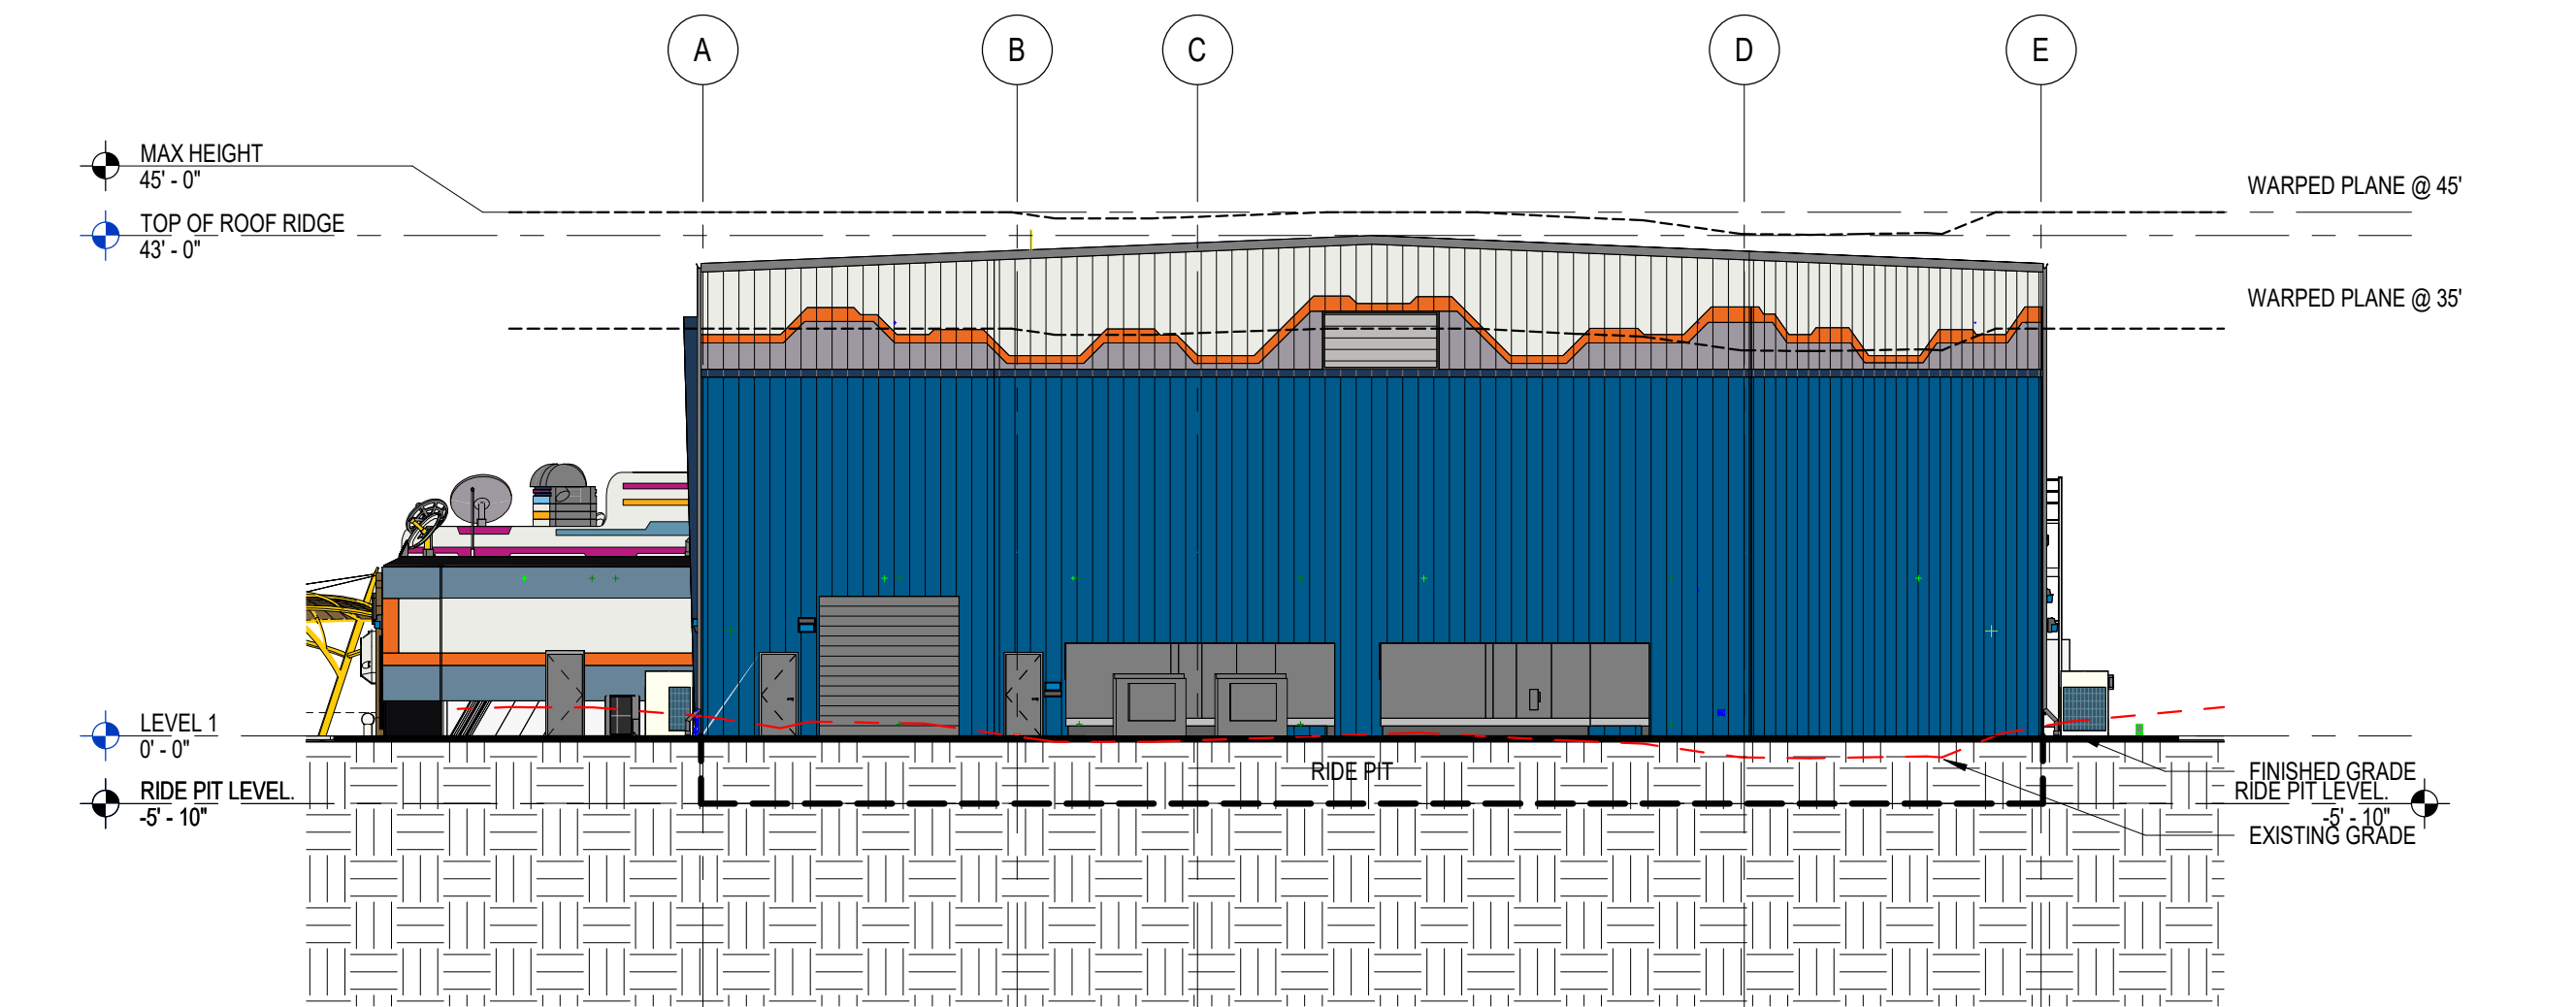 A
B
C
D
E
MAX HEIGHT
45' - 0"
TOP OF ROOF RIDGE
43' - 0"
WARPED PLANE @ 45'
WARPED PLANE @ 35'
LEVEL 1
0' - 0"
RIDE PIT LEVEL.
-5' - 10"
RIDE PIT
FINISHED GRADE
RIDE PIT LEVEL.
-5' - 10"
EXISTING GRADE